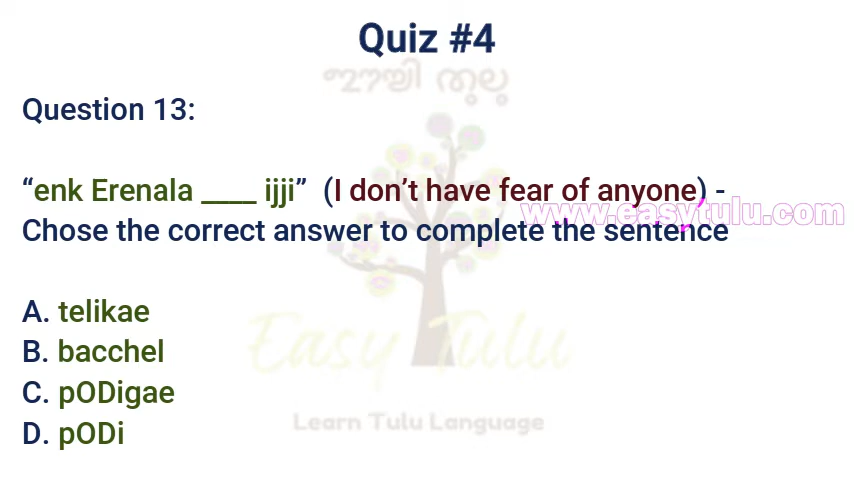 Quiz #4
Question 13:
“enk Erenala ____ ijji”  (I don’t have fear of anyone) -
www.easytulu.com
Chose the correct answer to complete the sentence
A. telikae
B. bacchel
C. pODigae
D. pODi
Easy Tulu
Learn Tulu Language